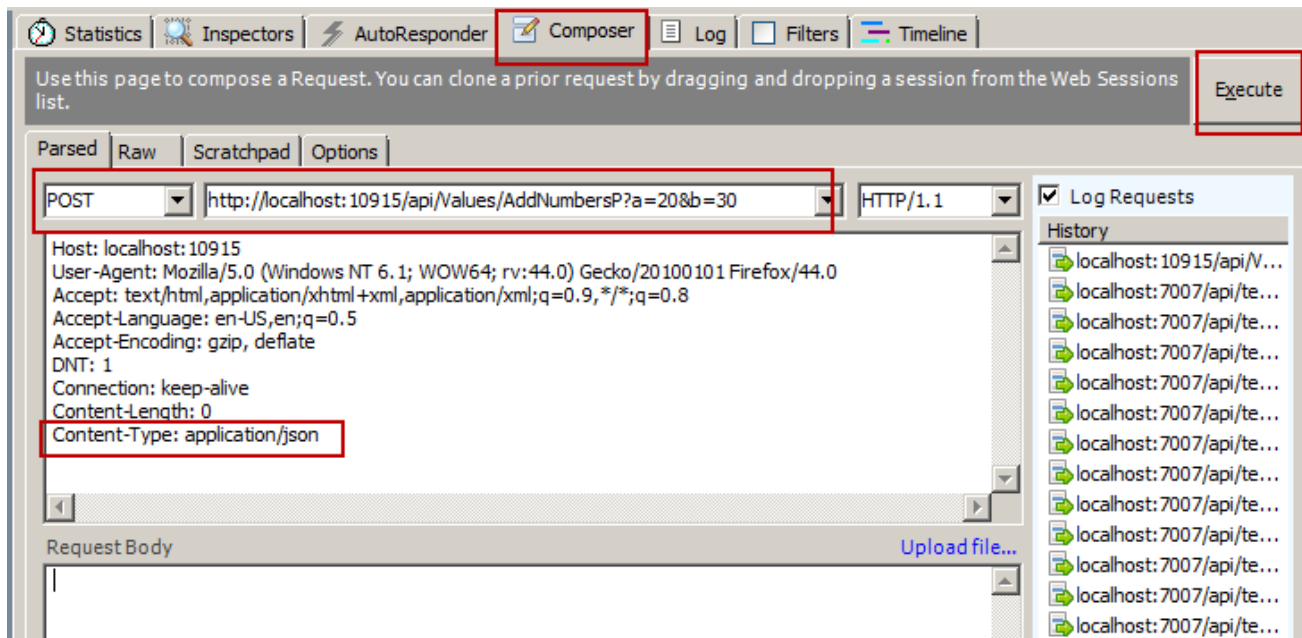 Statistics Inspectors AutoResponder Composer Log Filters Timeline
Use this page to compose a Request. You can clone a prior request by dragging and dropping a session from the Web Sessions
list.
Execute
Parsed Raw Scratchpad Options
POST http://localhost:10915/api/Values/AddNumbersP?a=20&b=30 HTTP/1.1
Host: localhost:10915
User-Agent: Mozilla/5.0 (Windows NT 6.1; WOW64; rv:44.0) Gecko/20100101 Firefox/44.0
Accept: text/html,application/xhtml+xml,application/xml;q=0.9,*/*;q=0.8
Accept-Language: en-US,en;q=0.5
Accept-Encoding: gzip, deflate
DNT: 1
Connection: keep-alive
Content-Length: 0
Content-Type: application/json
Request Body Upload file...
Log Requests
History
localhost:10915/api/V...
localhost:7007/api/te...
localhost:7007/api/te...
localhost:7007/api/te...
localhost:7007/api/te...
localhost:7007/api/te...
localhost:7007/api/te...
localhost:7007/api/te...
localhost:7007/api/te...
localhost:7007/api/te...
localhost:7007/api/te...
localhost:7007/api/te...
localhost:7007/api/te...